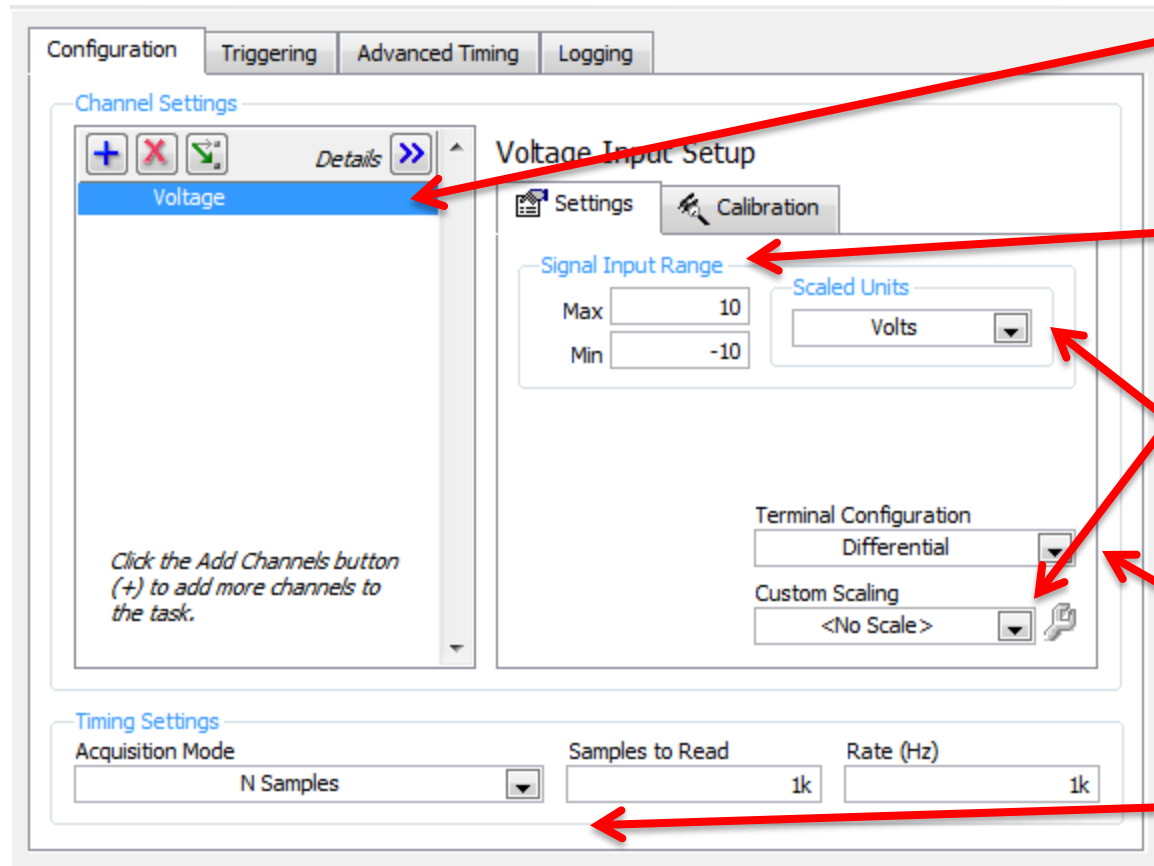 Configuration Triggering Advanced Timing Logging
Channel Settings
Details
Voltage
Click the Add Channels button
(+) to add more channels to
the task.
Voltage Input Setup
Settings Calibration
Signal Input Range
Max 10
Min -10
Scaled Units
Volts
Terminal Configuration
Differential
Custom Scaling
<No Scale>
Timing Settings
Acquisition Mode Samples to Read Rate (Hz)
N Samples 1k 1k